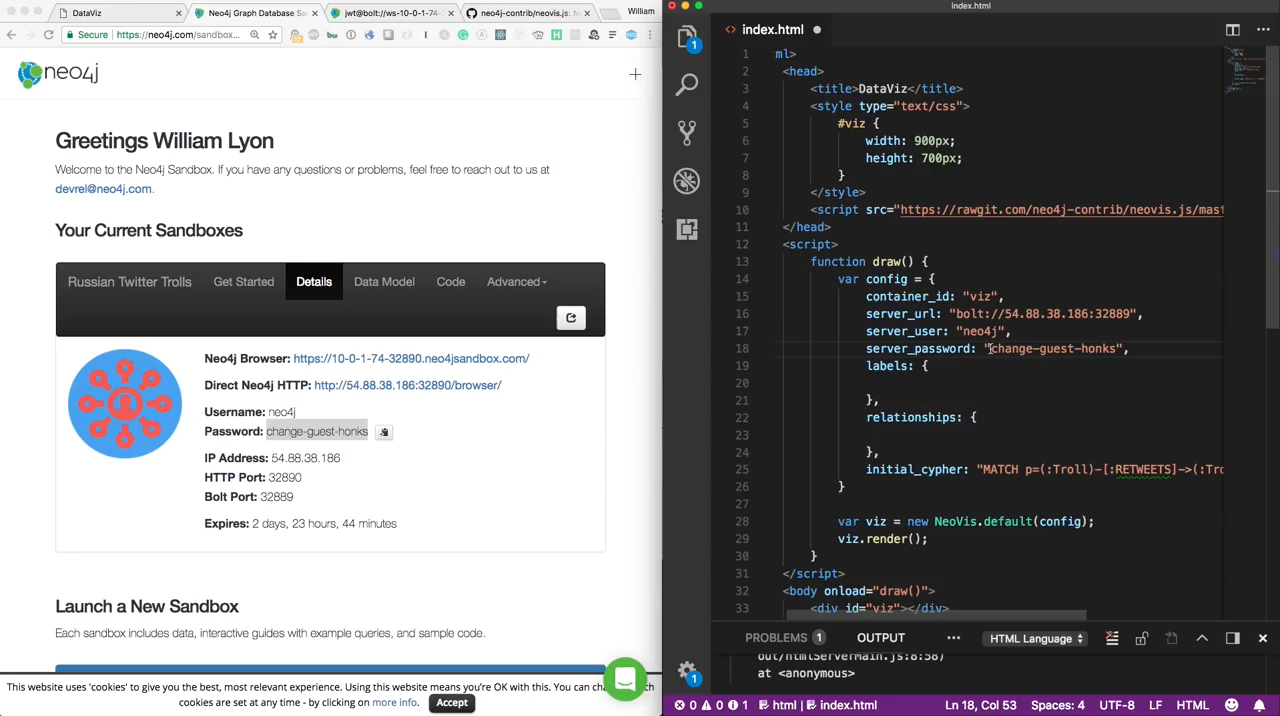 DataViz
Neo4j Graph Database San
jwt@bolt://ws-10-0-1-74-
neo4j-contrib/neovis.js: N
William
Secure
https://neo4j.com/sandbox...
neo4j
Greetings William Lyon
Welcome to the Neo4j Sandbox. If you have any questions or problems, feel free to reach out to us at
devrel@neo4j.com.
Your Current Sandboxes
Russian Twitter Trolls
Get Started
Details
Data Model
Code
Advanced
Neo4j Browser: https://10-0-1-74-32890.neo4jsandbox.com/
Direct Neo4j HTTP: http://54.88.38.186:32890/browser/
Username: neo4j
Password: change-guest-honks
IP Address: 54.88.38.186
HTTP Port: 32890
Bolt Port: 32889
Expires: 2 days, 23 hours, 44 minutes
Launch a New Sandbox
Each sandbox includes data, interactive guides with example queries, and sample code.
This website uses 'cookies' to give you the best, most relevant experience. Using this website means you're OK with this. You can
cookies are set at any time - by clicking on more info.
Accept
index.html
index.html
1
1 ml>
2 <head>
3 <title>DataViz</title>
4 <style type="text/css">
5 #viz {
6 width: 900px;
7 height: 700px;
8 }
9 </style>
10 <script src="https://rawgit.com/neo4j-contrib/neovis.js/mast
11 </head>
12 <script>
13 function draw() {
14 var config = {
15 container_id: "viz",
16 server_url: "bolt://54.88.38.186:32889",
17 server_user: "neo4j",
18 server_password: "change-guest-honks",
19 labels: {
20
21 },
22 relationships: {
23
24 },
25 initial_cypher: "MATCH p=(:Troll)-[:RETWEETS]->(:Tro
26 }
27
28 var viz = new NeoVis.default(config);
29 viz.render();
30 }
31 </script>
32 <body onload="draw()">
33 <div id="viz"></div>
PROBLEMS 1
OUTPUT
...
HTML Language
out/htmlServerMain.js:8:58)
at <anonymous>
1
0 0 1
html
index.html
Ln 18, Col 53
Spaces: 4
UTF-8
LF
HTML